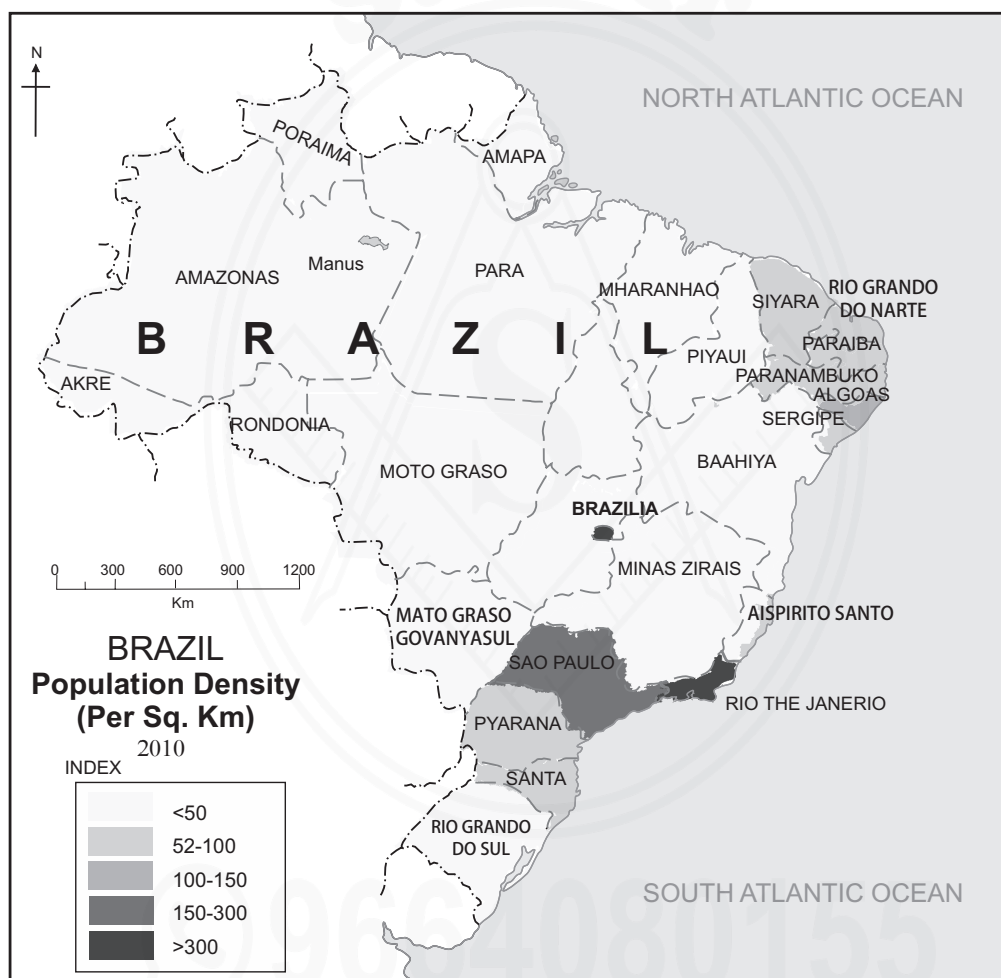 N
NORTH ATLANTIC OCEAN
PORAIMA
AMAPA
AMAZONAS
Manus
PARA
MHARANHAO
SIYARA
RIO GRANDO
DO NARTE
BRAZIL
PIYAUI
PARAIBA
PARANAMBUKO
ALGOAS
AKRE
RONDONIA
SERGIPE
MOTO GRASO
BAAHIYA
BRAZILIA
MINAS ZIRAIS
0 300 600 900 1200
Km
MATO GRASO
GOVANYASUL
AISPIRITO SANTO
SAO PAULO
RIO THE JANERIO
PYARANA
SANTA
RIO GRANDO
DO SUL
BRAZIL
Population Density
(Per Sq. Km)
2010
INDEX
<50
52-100
100-150
150-300
>300
SOUTH ATLANTIC OCEAN
©9664080155